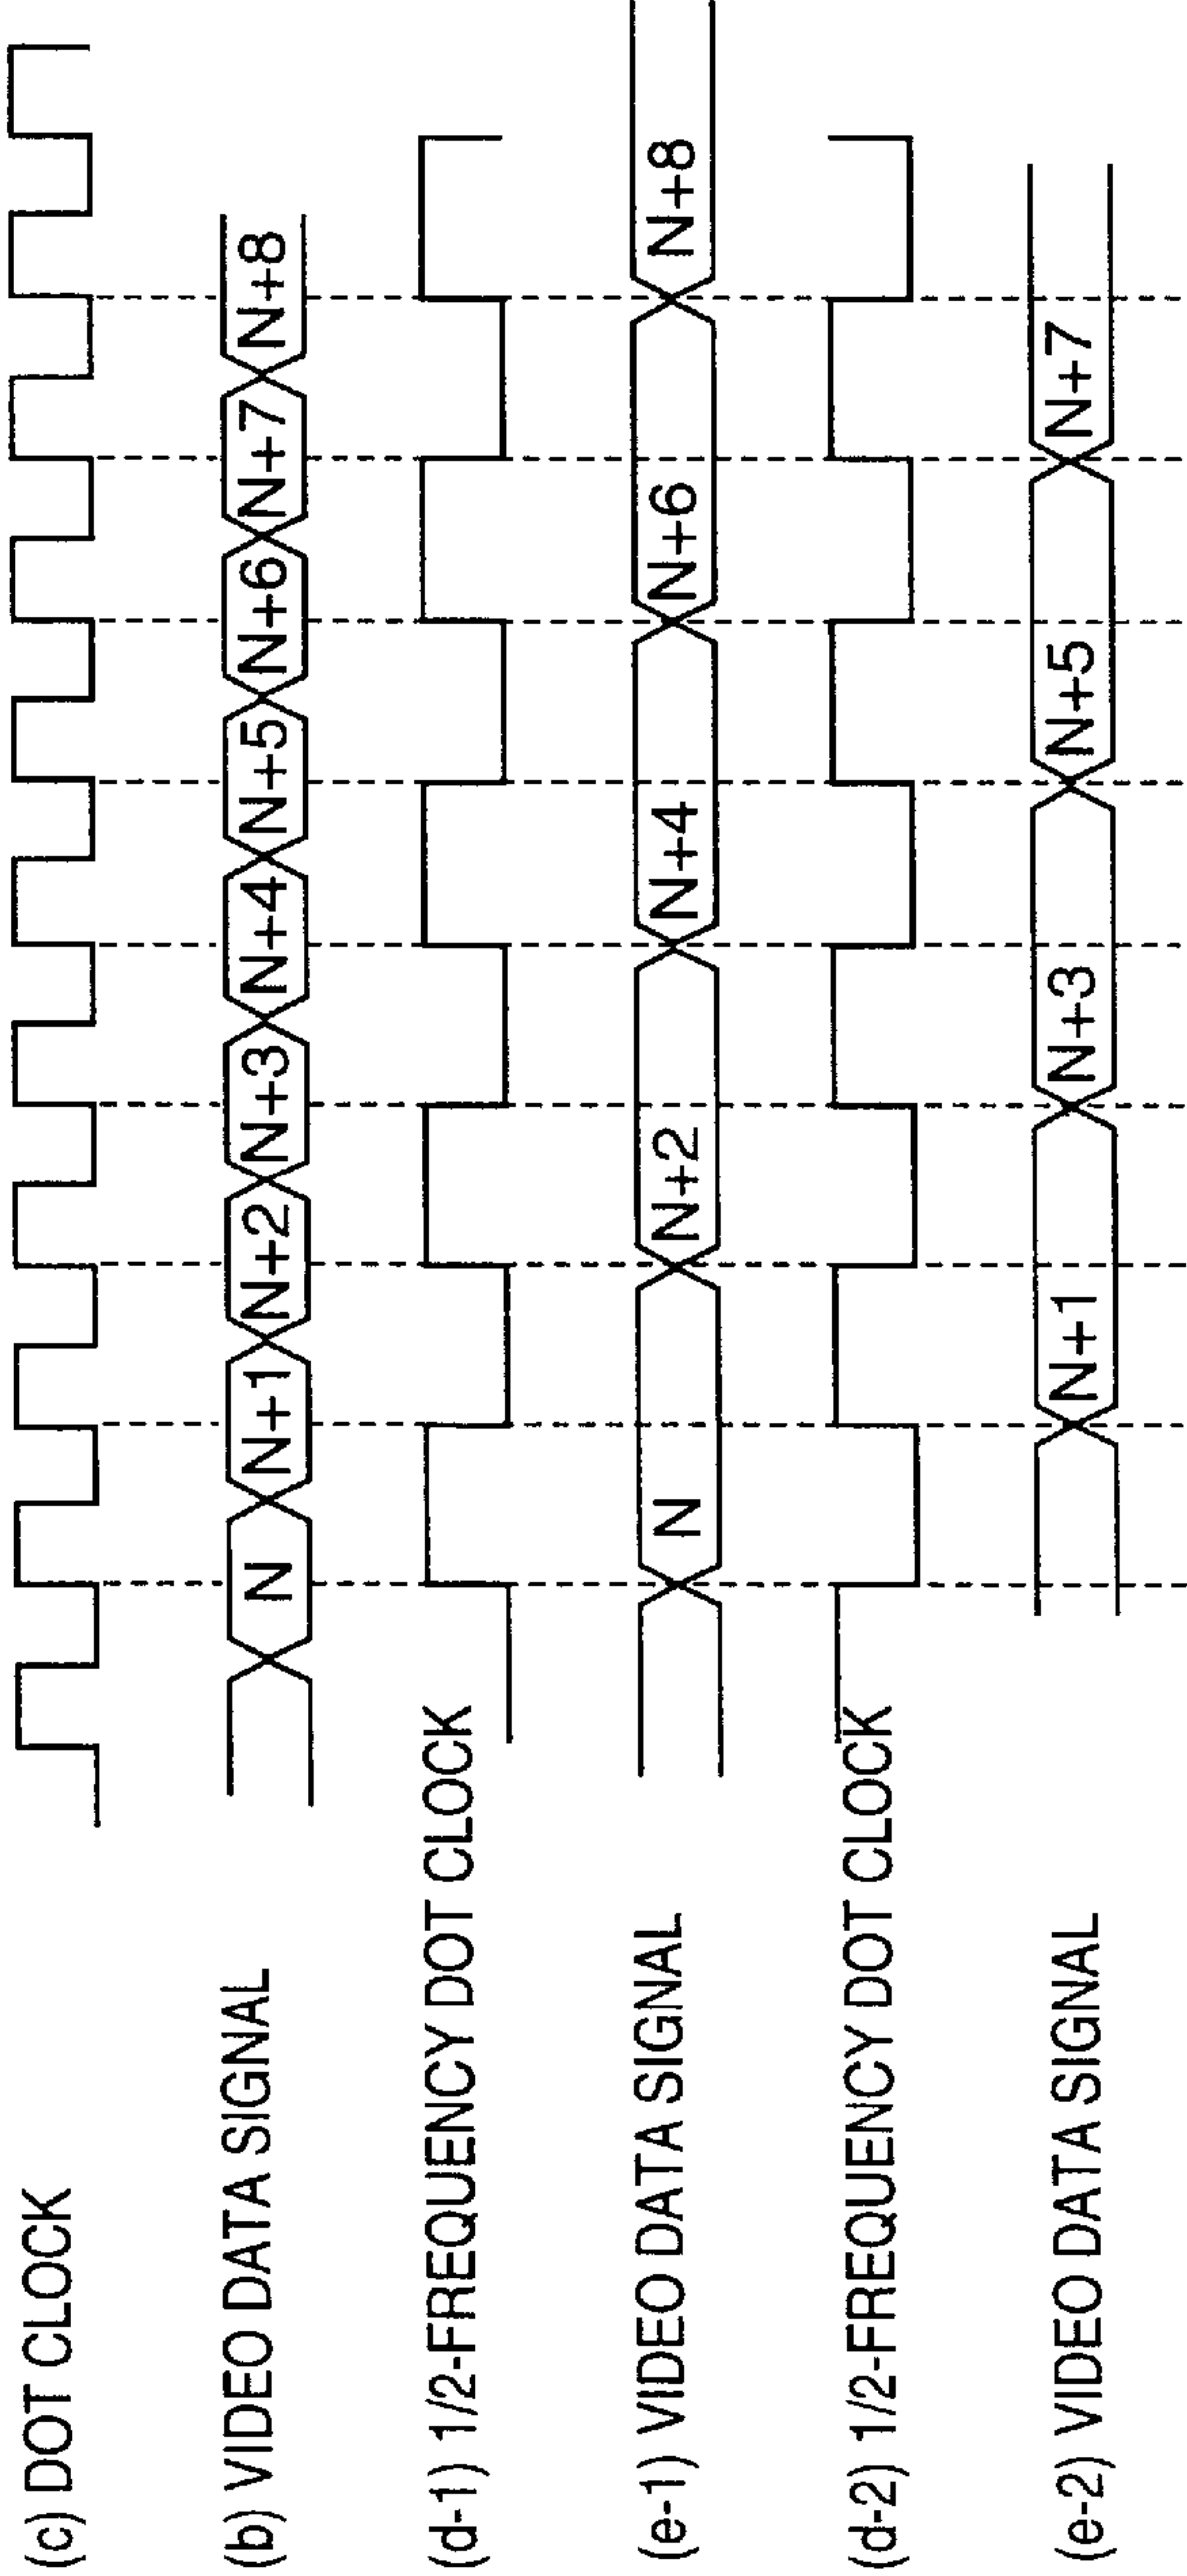 (c) DOT CLOCK
(b) VIDEO DATA SIGNAL
N N+1 N+2 N+3 N+4 N+5 N+6 N+7 N+8
(d-1) 1/2-FREQUENCY DOT CLOCK
(e-1) VIDEO DATA SIGNAL
N N+2 N+4 N+6 N+8
(d-2) 1/2-FREQUENCY DOT CLOCK
(e-2) VIDEO DATA SIGNAL
N+1 N+3 N+5 N+7